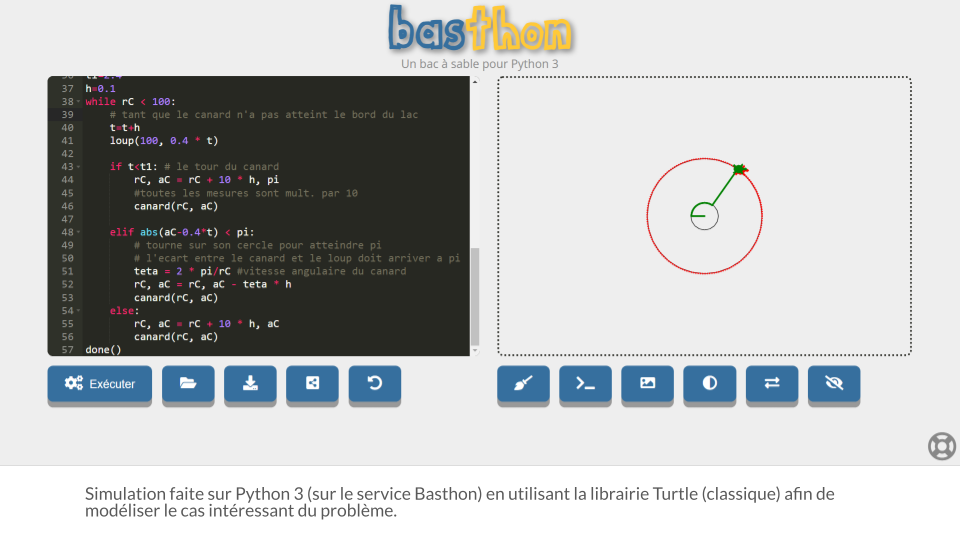 basthon
Un bac à sable pour Python 3
37 h=0.1
38 while rC < 100:
39 # tant que le canard n'a pas atteint le bord du lac
40 t=t+h
41 loup(100, 0.4 * t)
42
43 if t<t1: # le tour du canard
44 rC, aC = rC + 10 * h, pi
45 #toutes les mesures sont mult. par 10
46 canard(rC, aC)
47
48 elif abs(aC-0.4*t) < pi:
49 # tourne sur son cercle pour atteindre pi
50 # l'ecart entre le canard et le loup doit arriver a pi
51 teta = 2 * pi/rC #vitesse angulaire du canard
52 rC, aC = rC, aC - teta * h
53 canard(rC, aC)
54 else:
55 rC, aC = rC + 10 * h, aC
56 canard(rC, aC)
57 done()
Exécuter
Simulation faite sur Python 3 (sur le service Basthon) en utilisant la librairie Turtle (classique) afin de
modéliser le cas intéressant du problème.